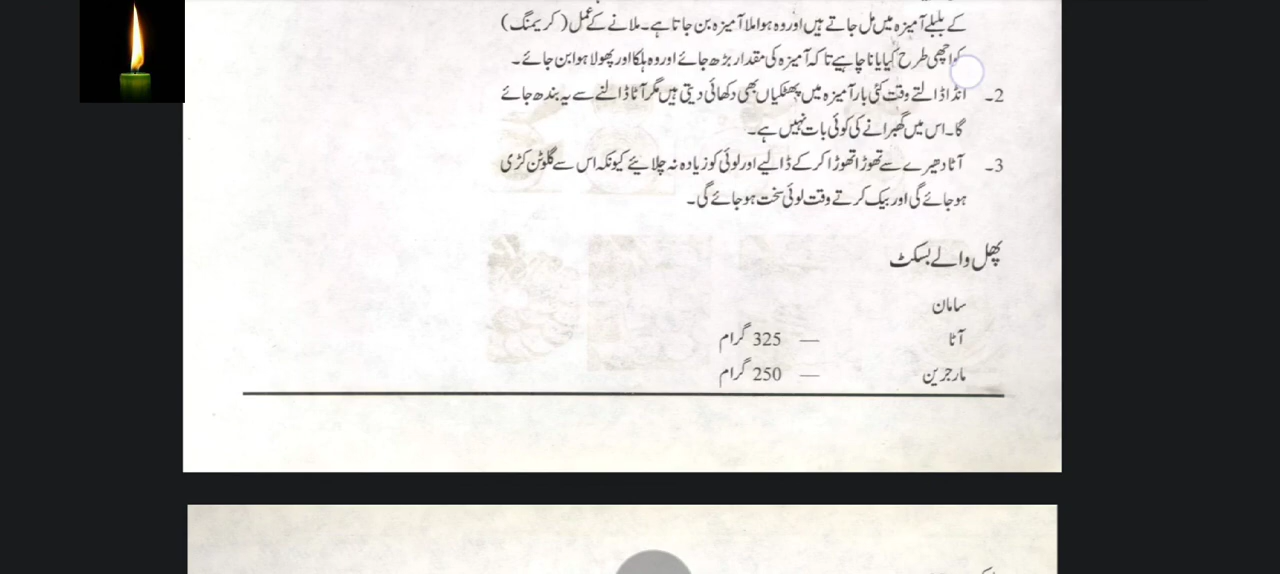 کے بلبلے آمیزہ میں مل جاتے ہیں اور وہ ہوا ملا آمیزہ بن جاتا ہے۔ ملانے کے عمل (کریمنگ)
کو اچھی طرح کیا جانا چاہیے تاکہ آمیزہ کی مقدار بڑھ جائے اور وہ ہلکا اور پھولا ہوا بن جائے۔
2۔ انڈا ڈالتے وقت کئی بار آمیزہ میں پھٹکیاں بھی دکھائی دیتی ہیں مگر آٹا ڈالنے سے یہ بندھ جائے
گا۔ اس میں گھبرانے کی کوئی بات نہیں ہے۔
3۔ آٹا دھیرے سے تھوڑا تھوڑا کرکے ڈالیے اور لوئی کو زیادہ نہ چلائیے کیونکہ اس سے گلوٹن کڑی
ہو جائے گی اور بیک کرتے وقت لوئی سخت ہو جائے گی۔
پھل والے بسکٹ
سامان
آٹا — 325 گرام
مارجرین — 250 گرام